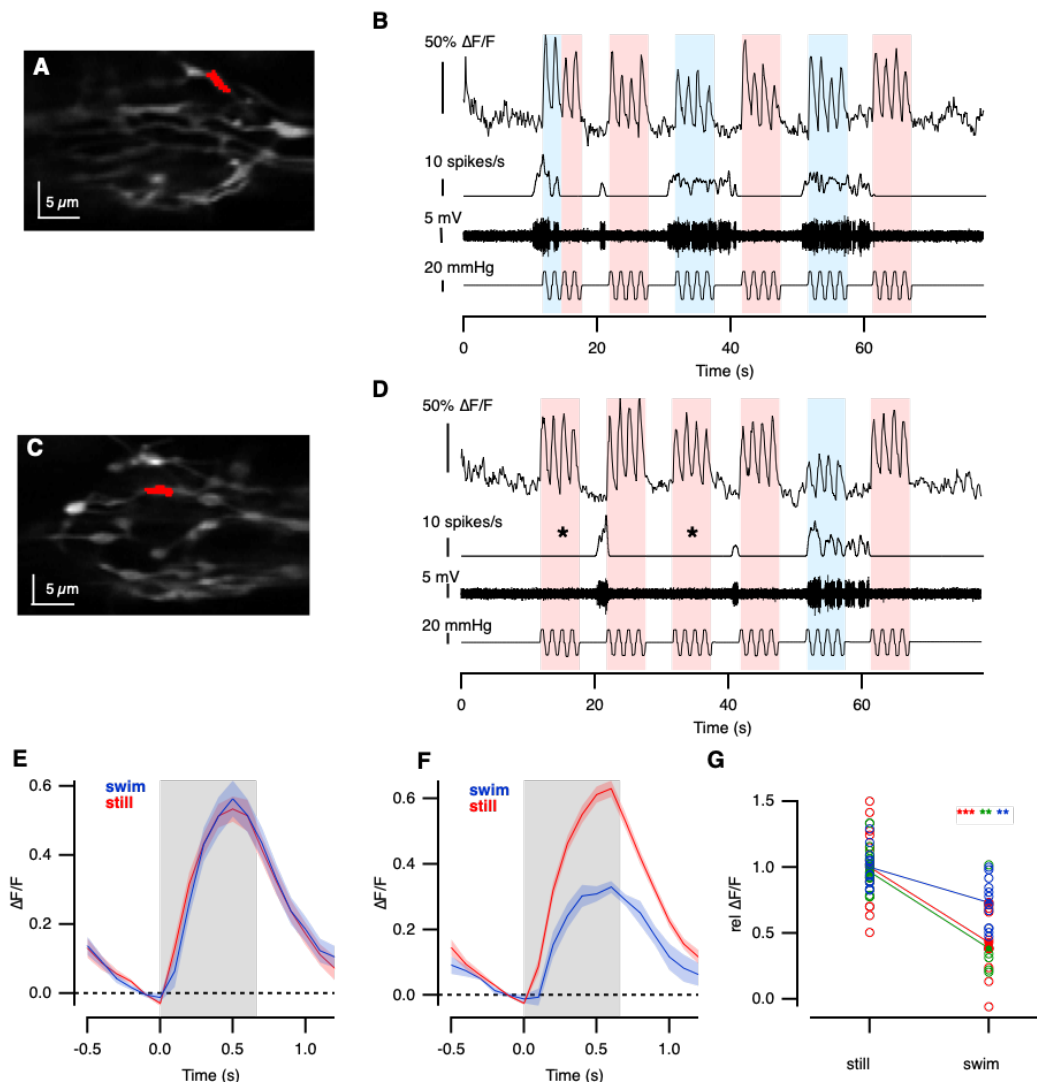 A
5 µm
B
50% ΔF/F
10 spikes/s
5 mV
20 mmHg
0 20 40 60
Time (s)
C
5 µm
D
50% ΔF/F
10 spikes/s
* *
5 mV
20 mmHg
0 20 40 60
Time (s)
E
swim
still
0.6
0.4
0.2
0.0
ΔF/F
-0.5 0.0 0.5 1.0
Time (s)
F
swim
still
0.6
0.4
0.2
0.0
ΔF/F
-0.5 0.0 0.5 1.0
Time (s)
G
*** ** **
1.5
1.0
0.5
0.0
rel ΔF/F
still swim